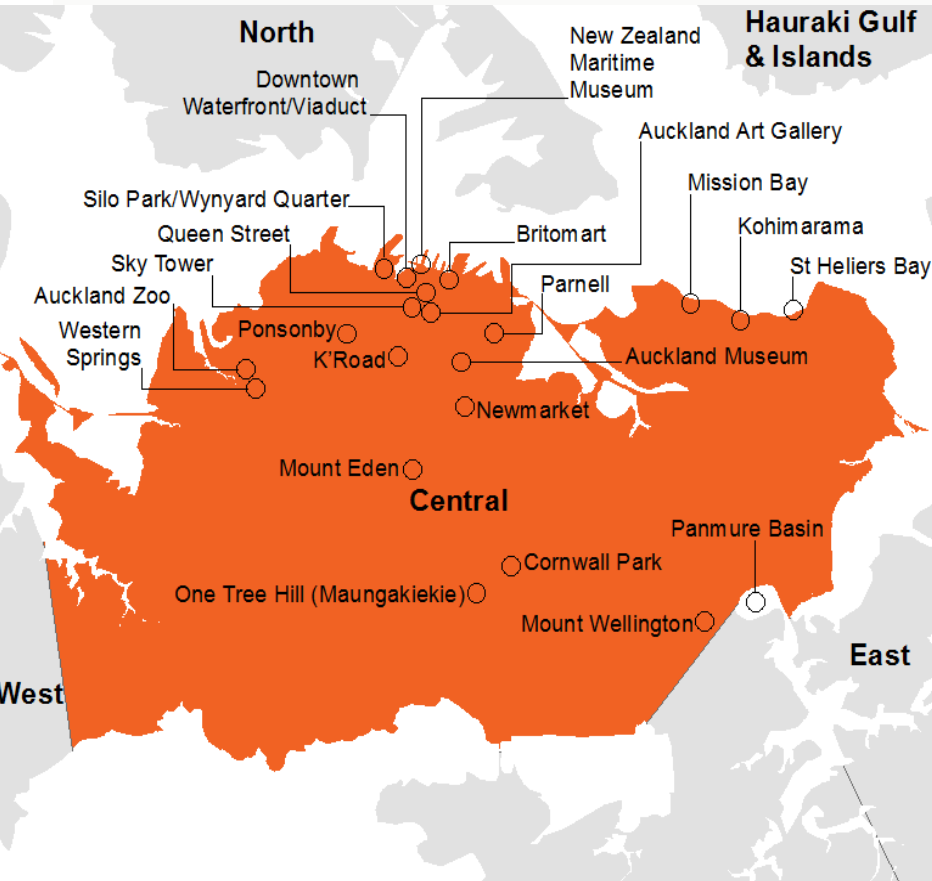 North
Hauraki Gulf
& Islands
New Zealand
Maritime
Museum
Downtown
Waterfront/Viaduct
Auckland Art Gallery
Mission Bay
Silo Park/Wynyard Quarter
Kohimarama
Queen Street
Britomart
Sky Tower
St Heliers Bay
Parnell
Auckland Zoo
Western
Springs
Ponsonby
K'Road
Auckland Museum
Newmarket
Mount Eden
Central
Panmure Basin
Cornwall Park
One Tree Hill (Maungakiekie)
Mount Wellington
East
West